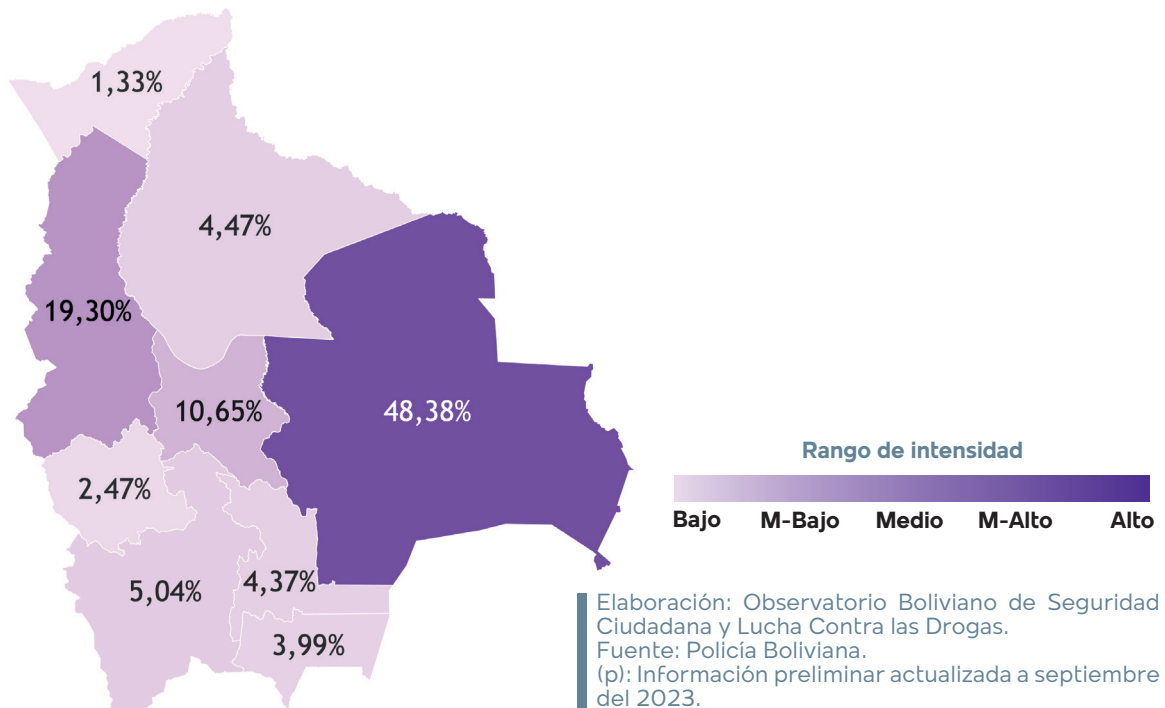 1,33%
4,47%
19,30%
10,65%
48,38%
2,47%
5,04%
4,37%
3,99%
Rango de intensidad
Bajo M-Bajo Medio M-Alto Alto
Elaboración: Observatorio Boliviano de Seguridad
Ciudadana y Lucha Contra las Drogas.
Fuente: Policía Boliviana.
(p): Información preliminar actualizada a septiembre
del 2023.